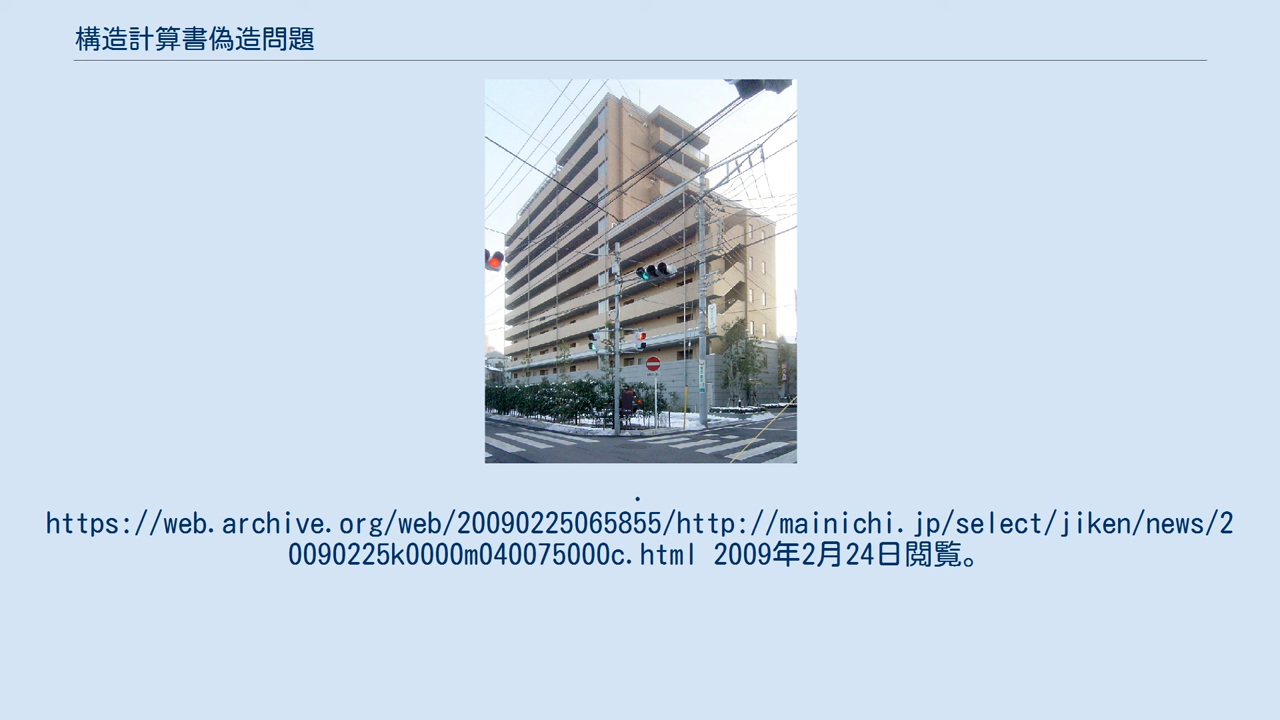 構造計算書偽造問題
.
https://web.archive.org/web/20090225065855/http://mainichi.jp/select/jiken/news/2
0090225k0000m040075000c.html 2009年2月24日閲覧。